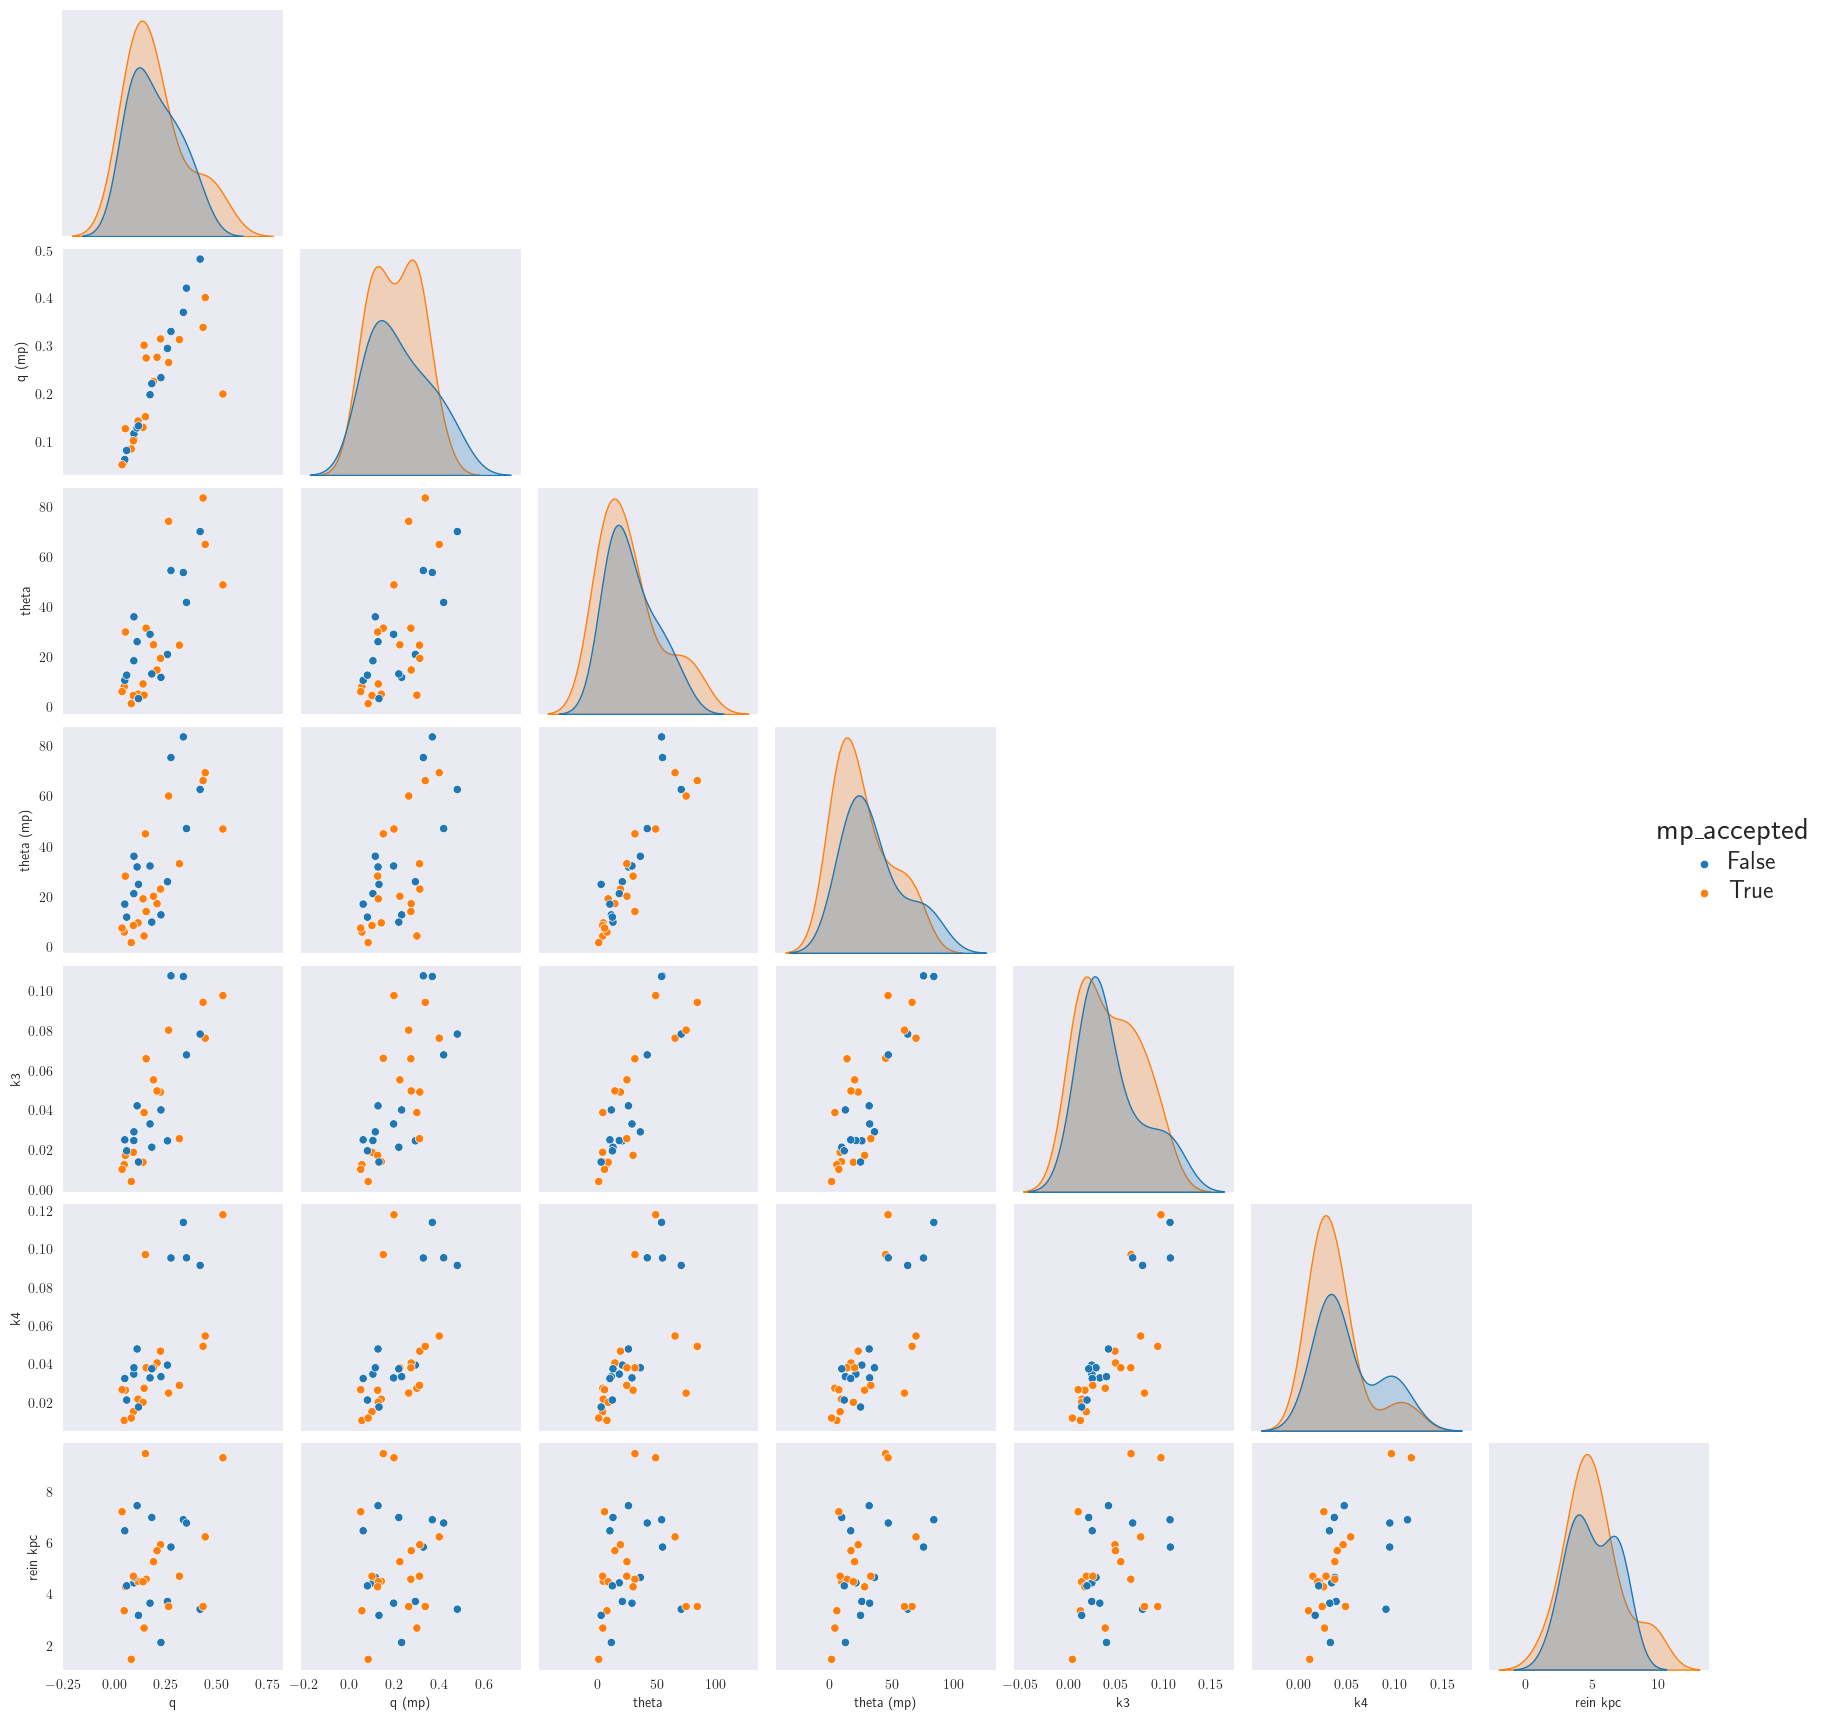 0.5
0.4
0.3
0.2
0.1
q (mp)
80
60
40
20
0
theta
80
60
40
20
0
theta (mp)
mp_accepted
False
True
0.10
0.08
0.06
0.04
0.02
0.00
k3
0.12
0.10
0.08
0.06
0.04
0.02
k4
8
6
4
2
rein kpc
−0.25 0.00 0.25 0.50 0.75
q
−0.2 0.0 0.2 0.4 0.6
q (mp)
0 50 100
theta
0 50 100
theta (mp)
−0.05 0.00 0.05 0.10 0.15
k3
0.00 0.05 0.10 0.15
k4
0 5 10
rein kpc